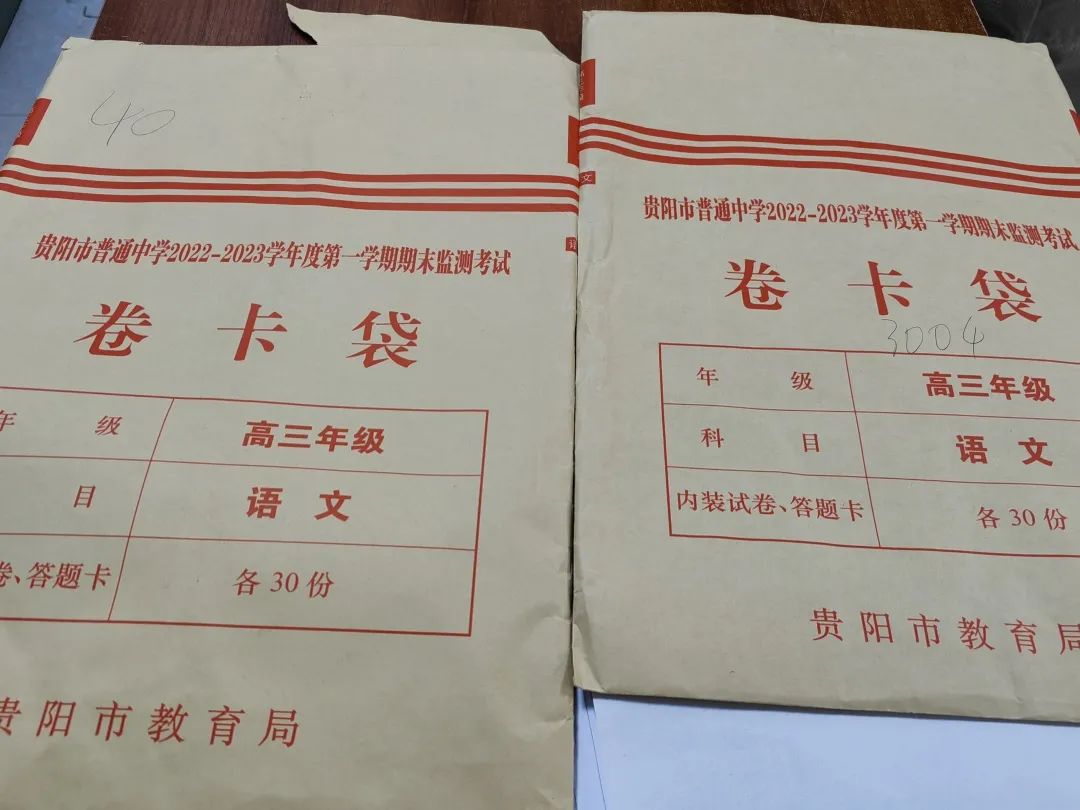 40
贵阳市普通中学2022-2023学年度第一学期期末监测考试
卷卡袋
年级
高三年级
目
语文
卷、答题卡
各30份
贵阳市教育局
文
贵阳市普通中学2022-2023学年度第一学期期末监测考试
卷卡袋
3004
年级
高三年级
科目
语文
内装试卷、答题卡
各30份
贵阳市教育局